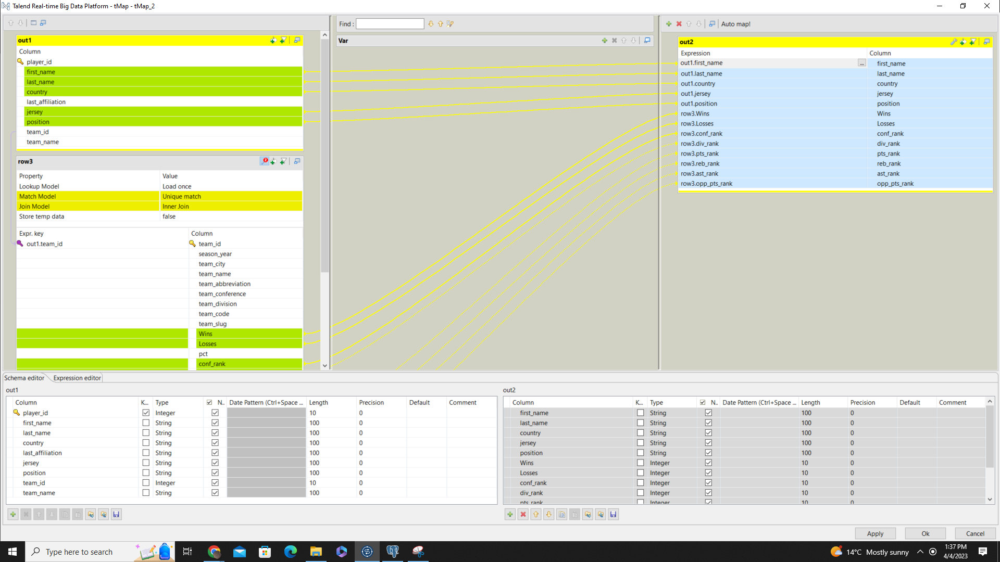 Talend Real-time Big Data Platform - tMap - tMap_2
out1
Column
player_id
first_name
last_name
country
last_affiliation
jersey
position
team_id
team_name
row3
Property Value
Lookup Model Load once
Match Model Unique match
Join Model Inner Join
Store temp data false
Expr. key Column
out1.team_id team_id
season_year
team_city
team_name
team_abbreviation
team_conference
team_division
team_code
team_slug
Wins
Losses
pct
conf_rank
Find :
Var
Auto map!
out2
Expression Column
out1.first_name ... first_name
out1.last_name last_name
out1.country country
out1.jersey jersey
out1.position position
row3.Wins Wins
row3.Losses Losses
row3.conf_rank conf_rank
row3.div_rank div_rank
row3.pts_rank pts_rank
row3.reb_rank reb_rank
row3.ast_rank ast_rank
row3.opp_pts_rank opp_pts_rank
Schema editor Expression editor
out1
Column K... Type N.. Date Pattern (Ctrl+Space ... Length Precision Default Comment
player_id Integer 10 0
first_name String 100 0
last_name String 100 0
country String 100 0
last_affiliation String 100 0
jersey String 100 0
position String 100 0
team_id Integer 10 0
team_name String 100 0
out2
Column K... Type N.. Date Pattern (Ctrl+Space ... Length Precision Default Comment
first_name String 100 0
last_name String 100 0
country String 100 0
jersey String 100 0
position String 100 0
Wins Integer 10 0
Losses Integer 10 0
conf_rank Integer 10 0
div_rank Integer 10 0
pts_rank Integer 10 0
Apply Ok Cancel
Type here to search
14°C Mostly sunny
1:37 PM
4/4/2023